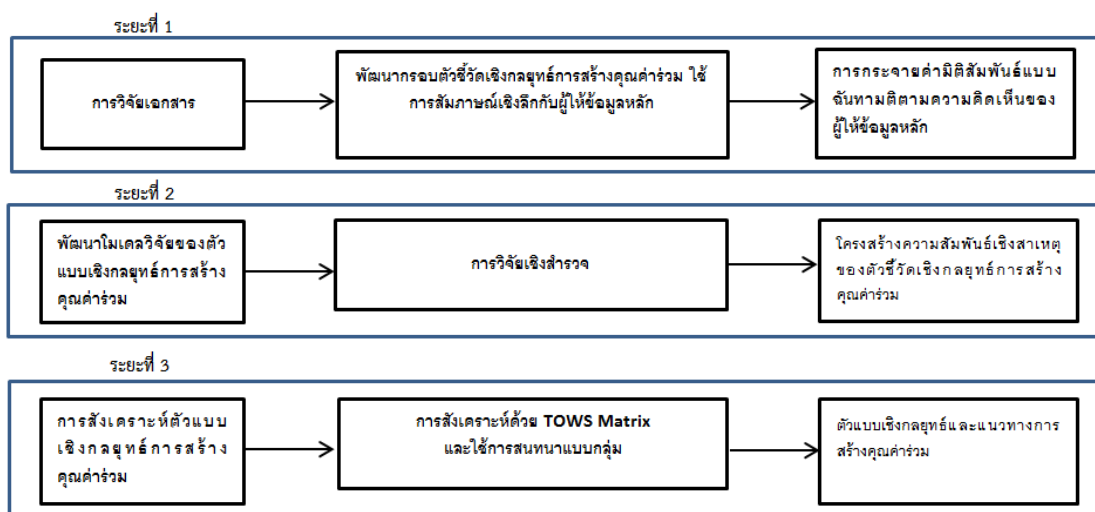 ระยะที่ 1
การวิจัยเอกสาร
พัฒนากรอบตัวชี้วัดเชิงกลยุทธ์การสร้างคุณค่าร่วม ใช้
การสัมภาษณ์เชิงลึกกับผู้ให้ข้อมูลหลัก
การกระจายค่ามิติสัมพันธ์แบบ
ฉันทามติตามความคิดเห็นของ
ผู้ให้ข้อมูลหลัก
ระยะที่ 2
พัฒนาโมเดลวิจัยของตัว
แบบเชิงกลยุทธ์การสร้าง
คุณค่าร่วม
การวิจัยเชิงสำรวจ
โครงสร้างความสัมพันธ์เชิงสาเหตุ
ของตัวชี้วัดเชิงกลยุทธ์การสร้าง
คุณค่าร่วม
ระยะที่ 3
การสังเคราะห์ตัวแบบ
เชิงกลยุทธ์การสร้าง
คุณค่าร่วม
การสังเคราะห์ด้วย TOWS Matrix
และใช้การสนทนาแบบกลุ่ม
ตัวแบบเชิงกลยุทธ์และแนวทางการ
สร้างคุณค่าร่วม